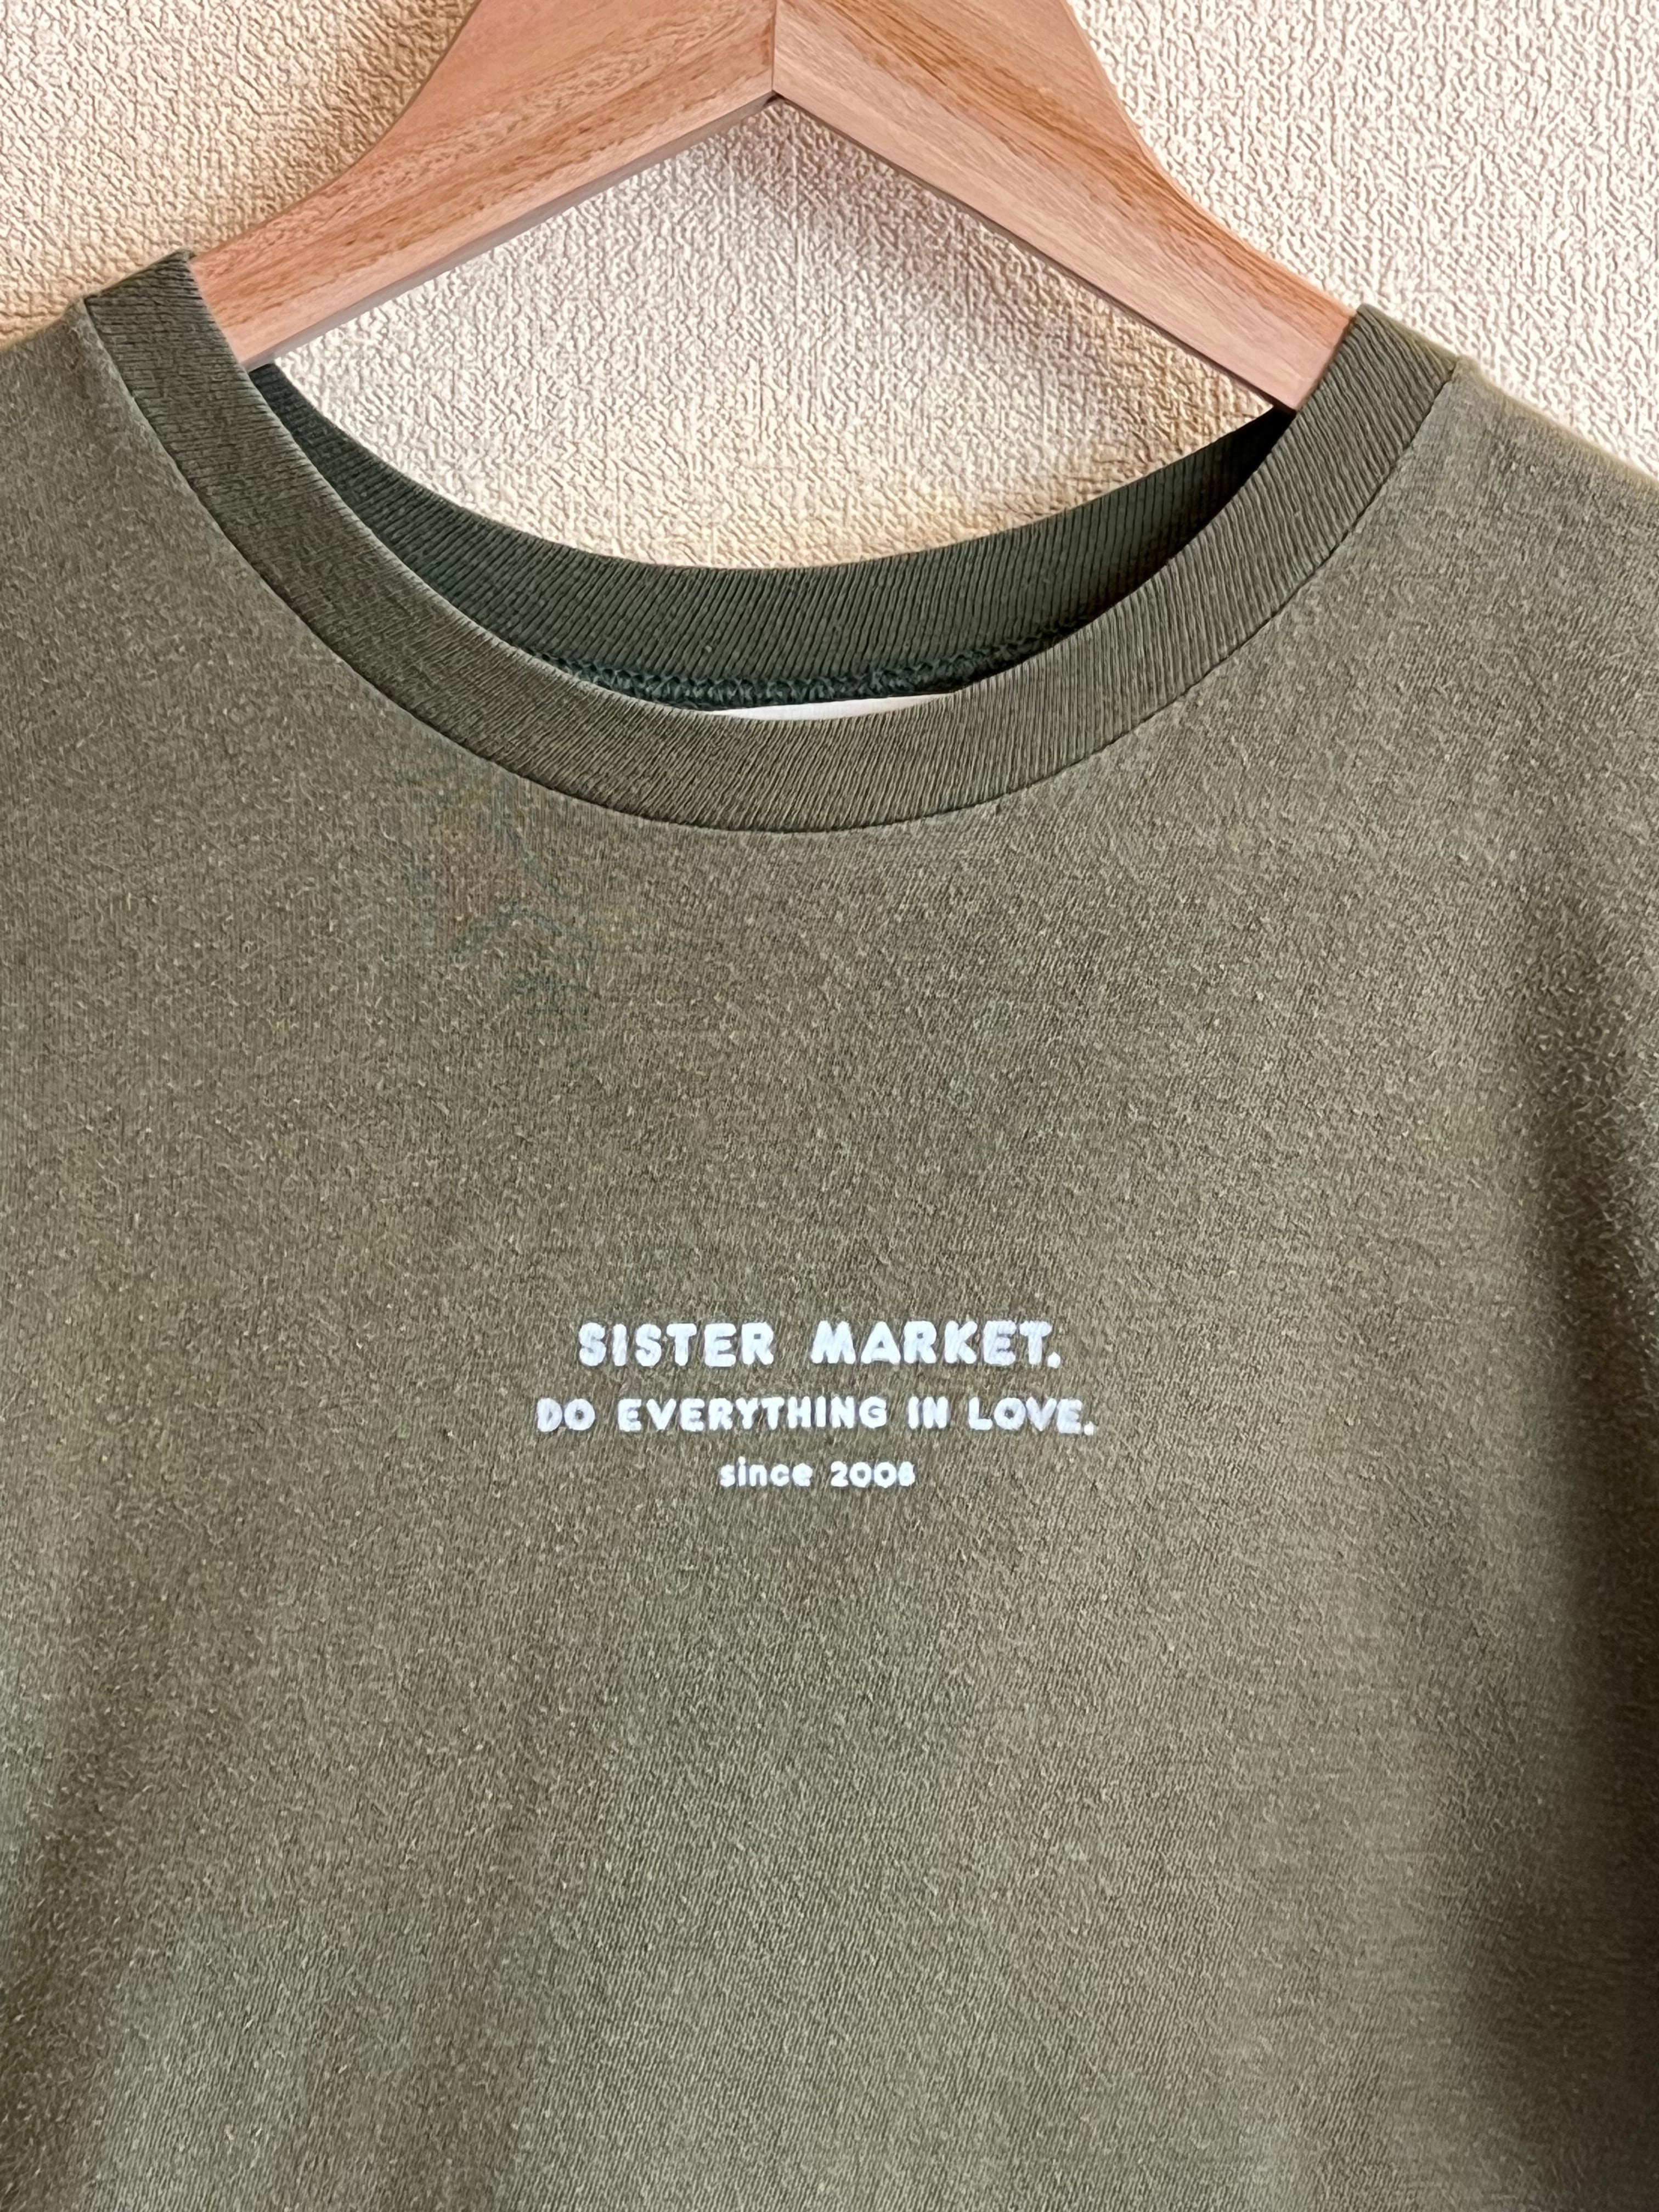 SISTER MARKET.
DO EVERYTHING IN LOVE.
since 2006